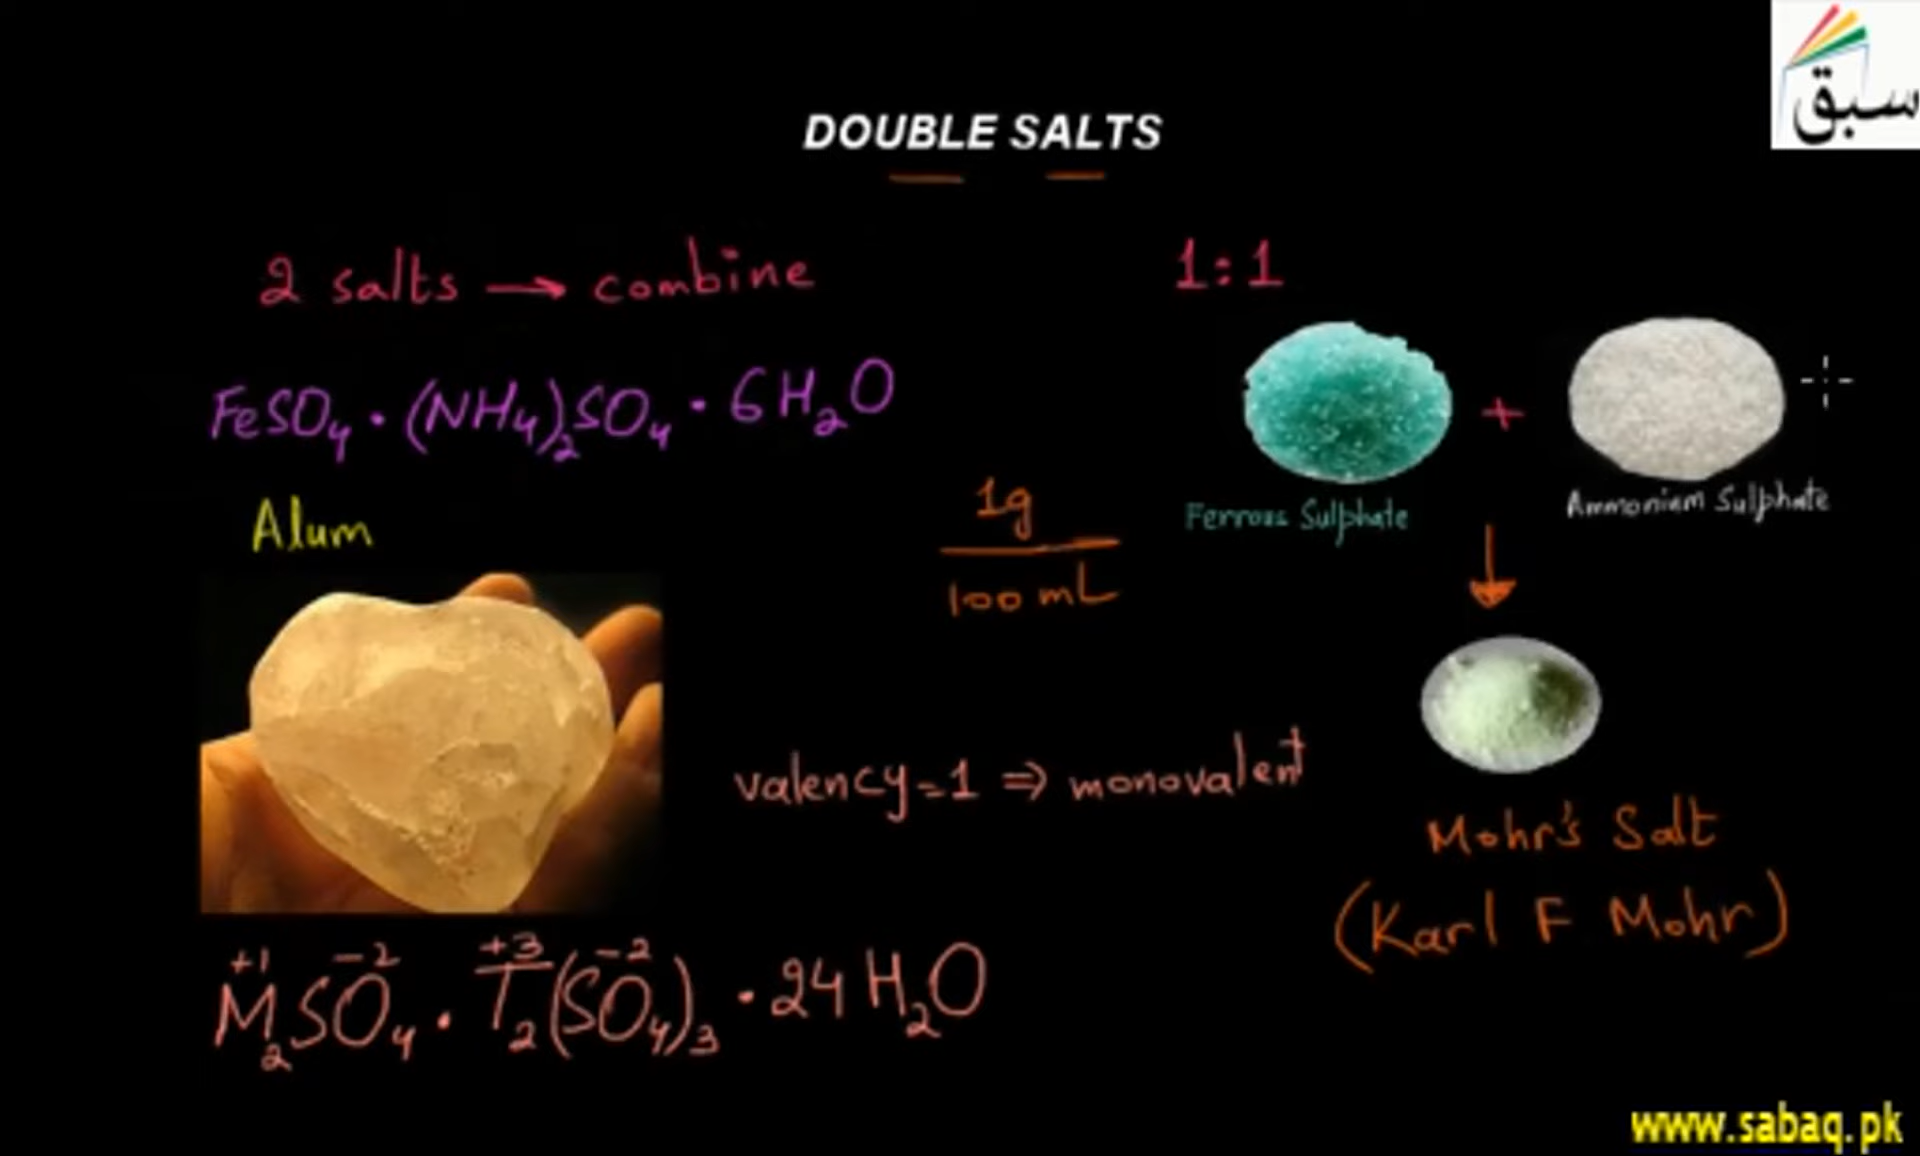 سبق
DOUBLE SALTS
2 salts → combine
1:1
FeSO₄ · (NH₄)₂SO₄ · 6H₂O
+
Ferrous Sulphate
Ammonium Sulphate
Alum
1g
100 mL
valency = 1 ⇒ monovalent
Mohr's Salt
(Karl F Mohr)
+1 -2 +3 -2
M₂SO₄ · T₂(SO₄)₃ · 24H₂O
www.sabaq.pk